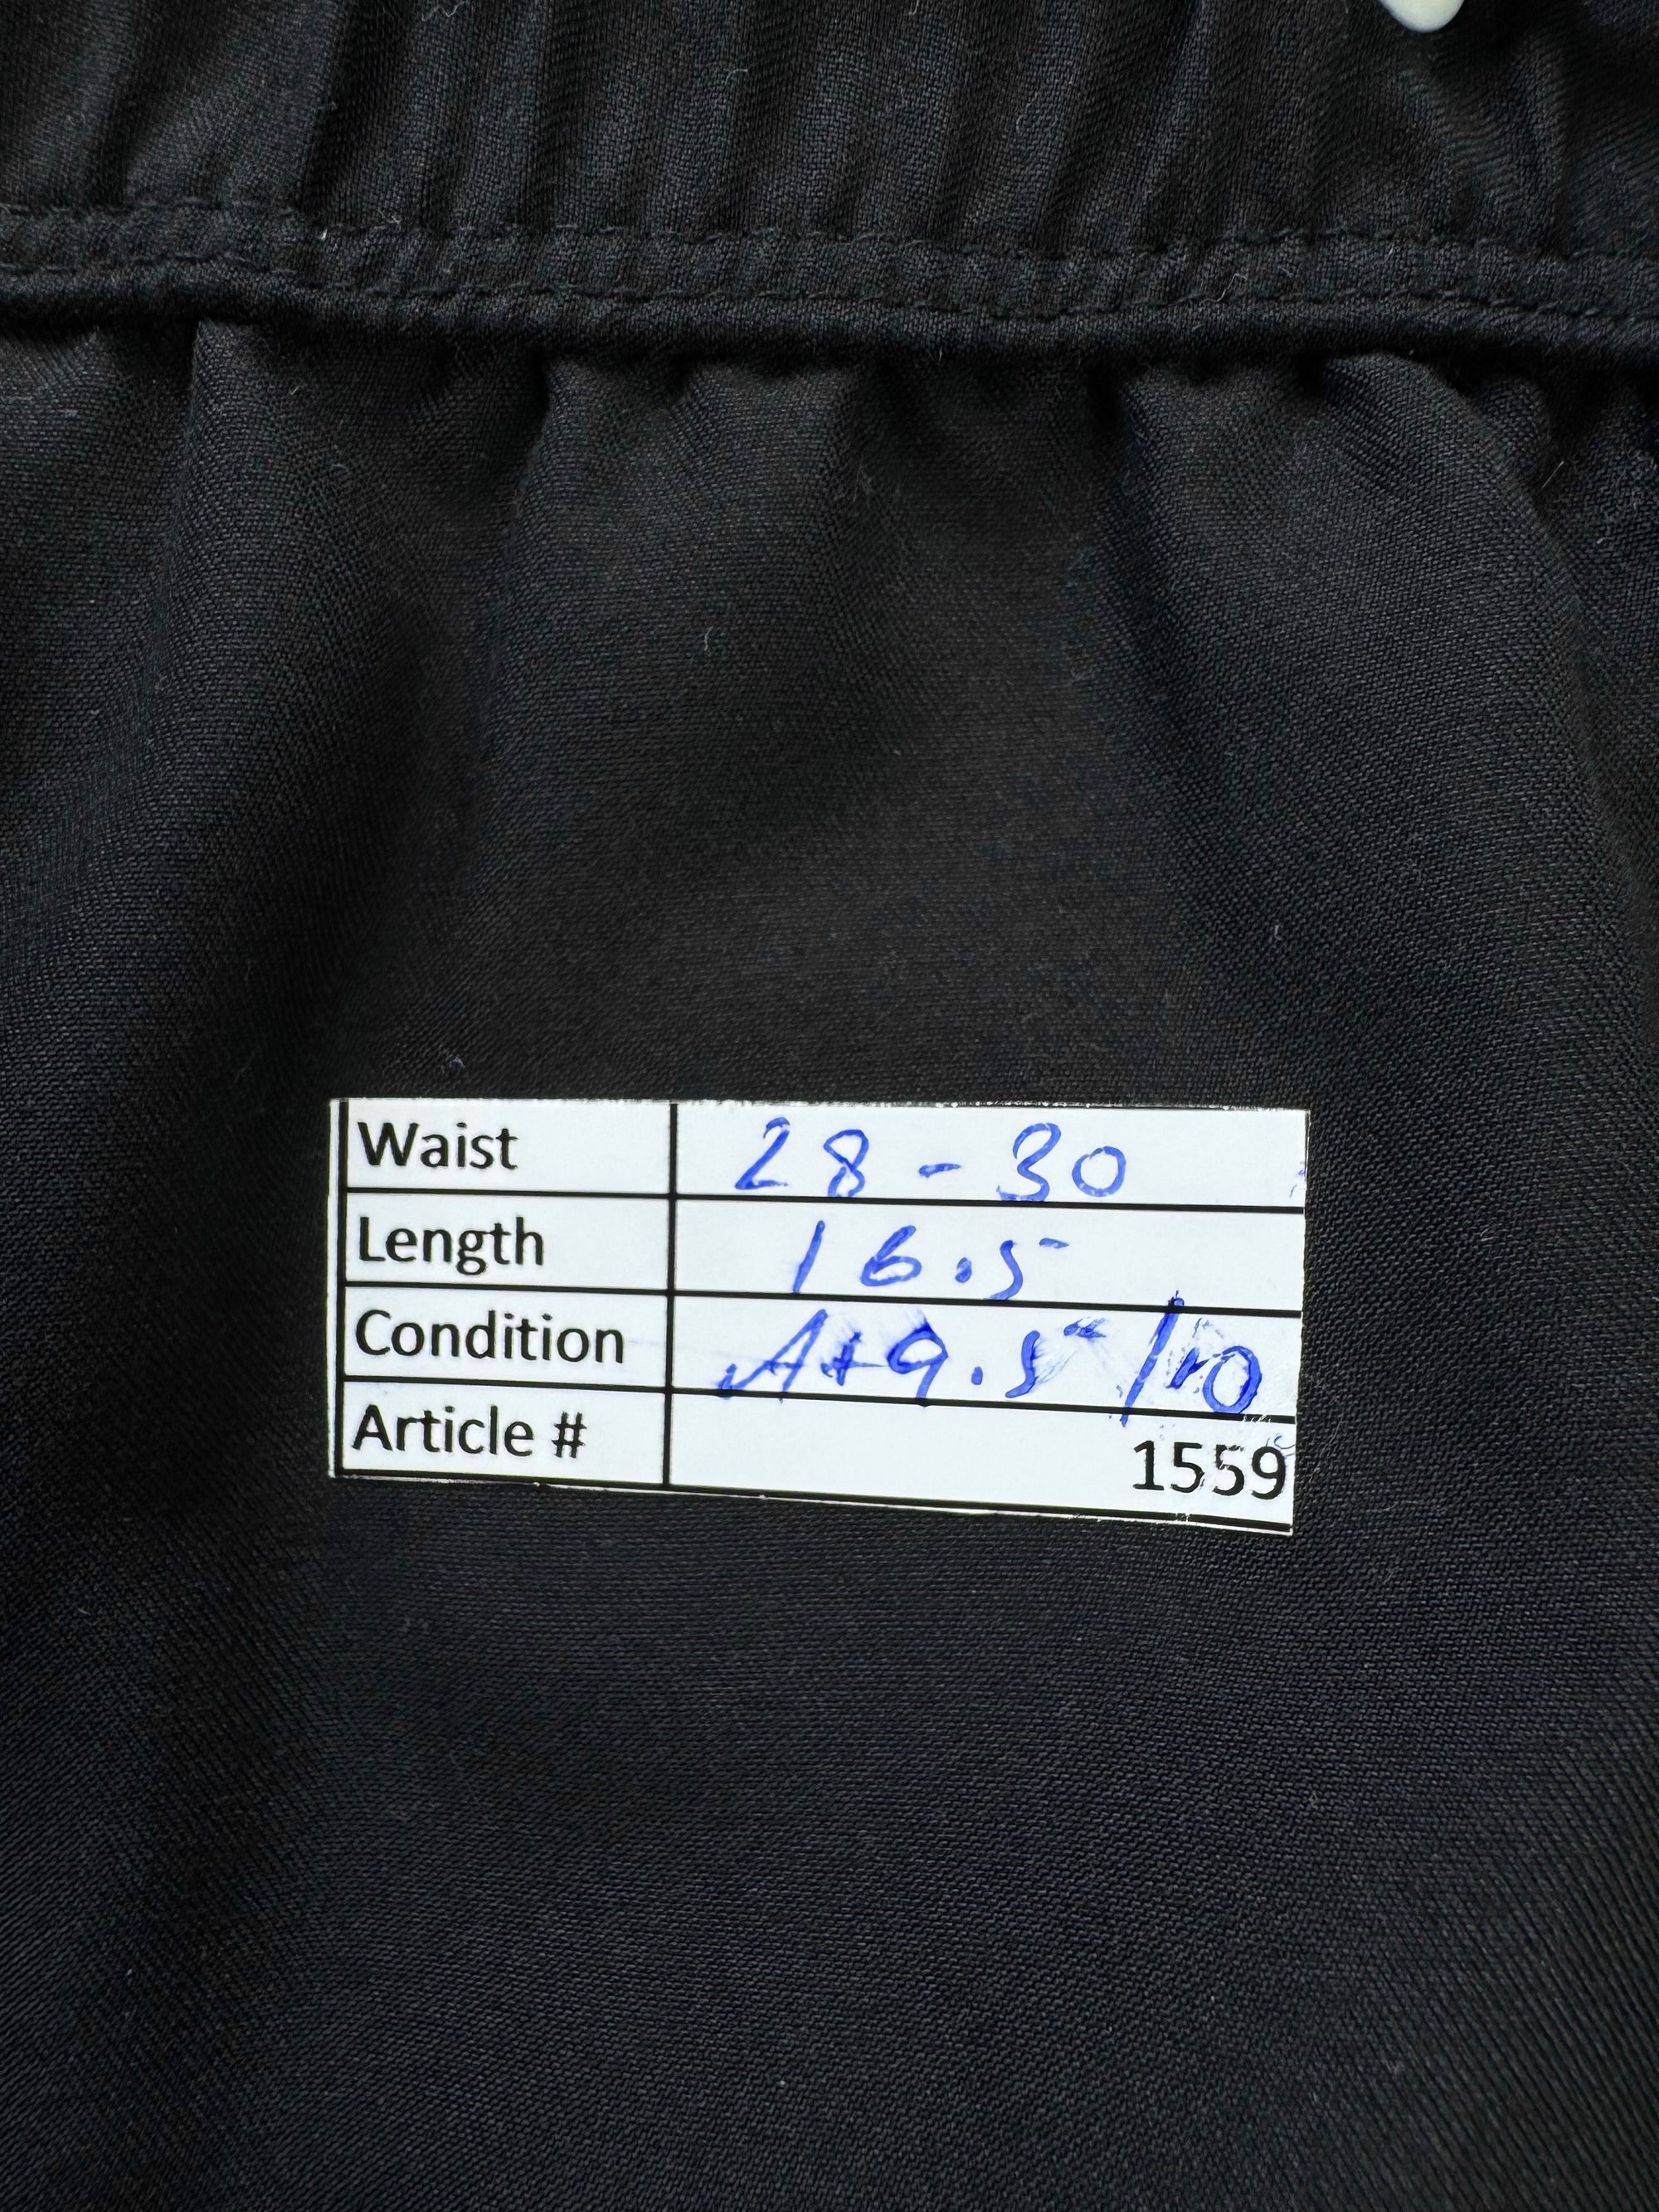 Waist 28 - 30
Length 16.5
Condition A+ 9.5 / 10
Article # 1559